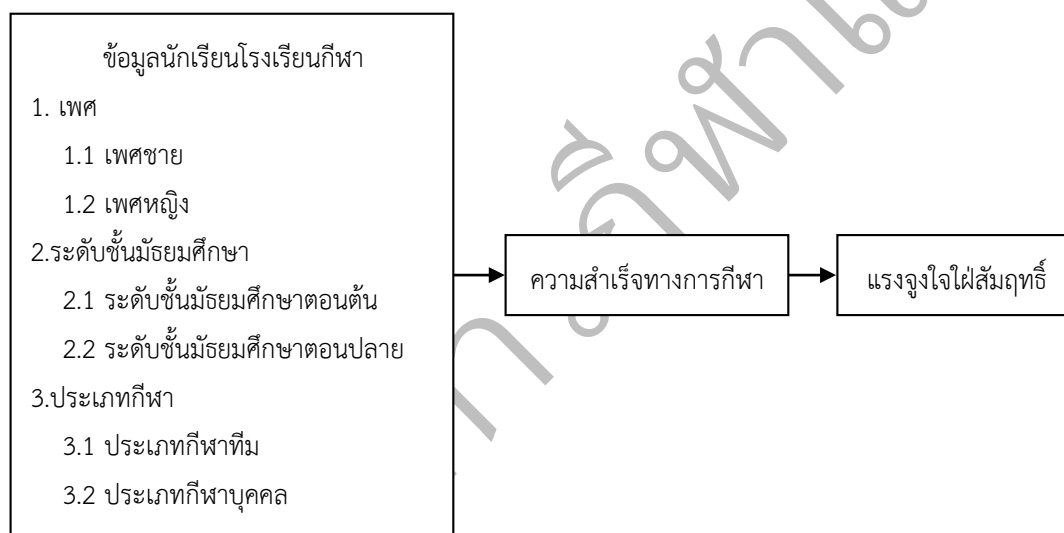 ข้อมูลนักเรียนโรงเรียนกีฬา
1. เพศ
1.1 เพศชาย
1.2 เพศหญิง
2.ระดับชั้นมัธยมศึกษา
2.1 ระดับชั้นมัธยมศึกษาตอนต้น
2.2 ระดับชั้นมัธยมศึกษาตอนปลาย
3.ประเภทกีฬา
3.1 ประเภทกีฬาทีม
3.2 ประเภทกีฬาบุคคล
ความสำเร็จทางการกีฬา
แรงจูงใจใฝ่สัมฤทธิ์